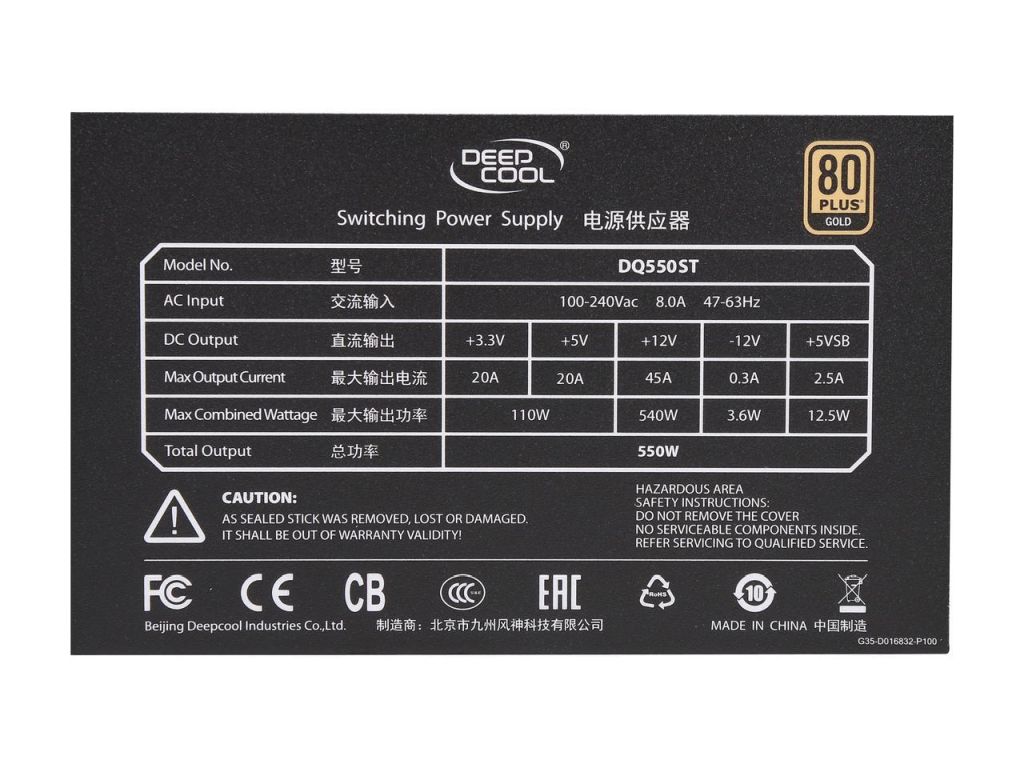 DEEP
COOL ®
80
PLUS®
GOLD
Switching Power Supply 电源供应器
Model No. 型号 DQ550ST
AC Input 交流输入 100-240Vac 8.0A 47-63Hz
DC Output 直流输出 +3.3V +5V +12V -12V +5VSB
Max Output Current 最大输出电流 20A 20A 45A 0.3A 2.5A
Max Combined Wattage 最大输出功率 110W 540W 3.6W 12.5W
Total Output 总功率 550W
CAUTION:
AS SEALED STICK WAS REMOVED, LOST OR DAMAGED.
IT SHALL BE OUT OF WARRANTY VALIDITY!
HAZARDOUS AREA
SAFETY INSTRUCTIONS:
DO NOT REMOVE THE COVER
NO SERVICEABLE COMPONENTS INSIDE.
REFER SERVICING TO QUALIFIED SERVICE.
FC CE CB CCC EAC RoHS 10
Beijing Deepcool Industries Co.,Ltd. 制造商：北京市九州风神科技有限公司 MADE IN CHINA 中国制造
G35-D016832-P100